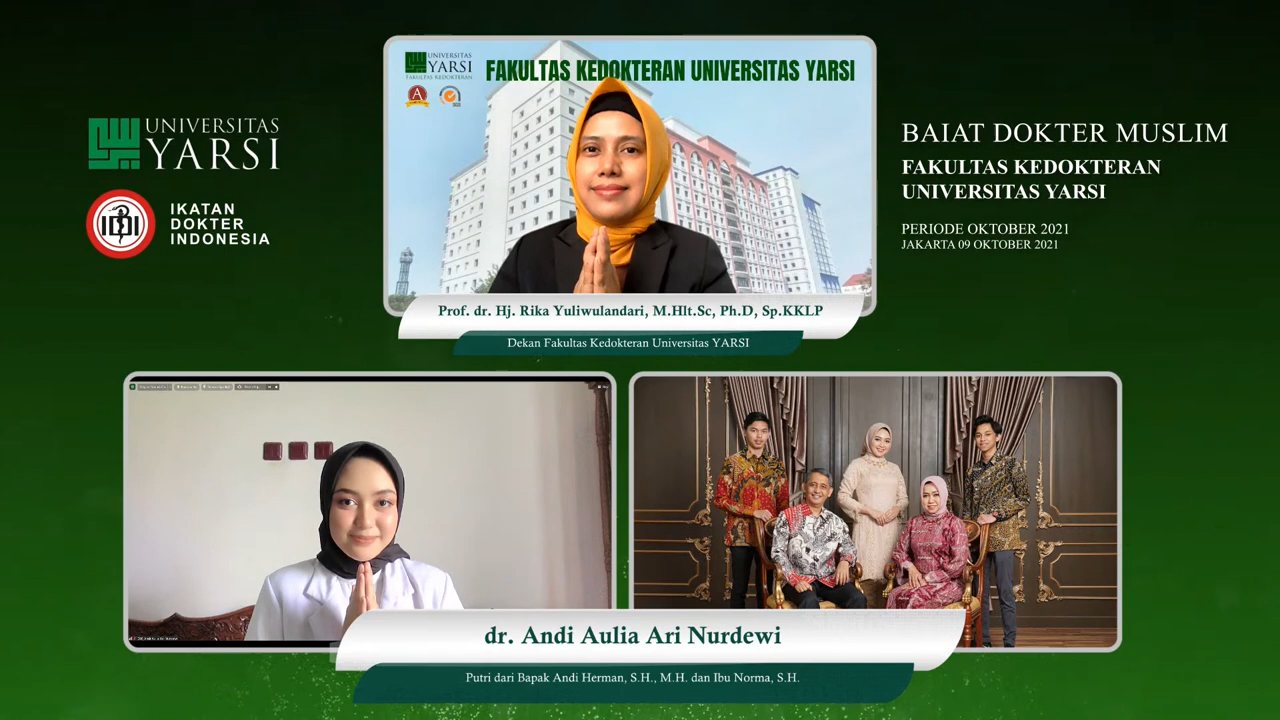 UNIVERSITAS
YARSI
IKATAN
DOKTER
INDONESIA
UNIVERSITAS
YARSI
FAKULTAS KEDOKTERAN
A
FAKULTAS KEDOKTERAN UNIVERSITAS YARSI
Prof. dr. Hj. Rika Yuliwulandari, M.Hlt.Sc, Ph.D, Sp.KKLP
Dekan Fakultas Kedokteran Universitas YARSI
BAIAT DOKTER MUSLIM
FAKULTAS KEDOKTERAN
UNIVERSITAS YARSI
PERIODE OKTOBER 2021
JAKARTA 09 OKTOBER 2021
dr. Andi Aulia Ari Nurdewi
Putri dari Bapak Andi Herman, S.H., M.H. dan Ibu Norma, S.H.